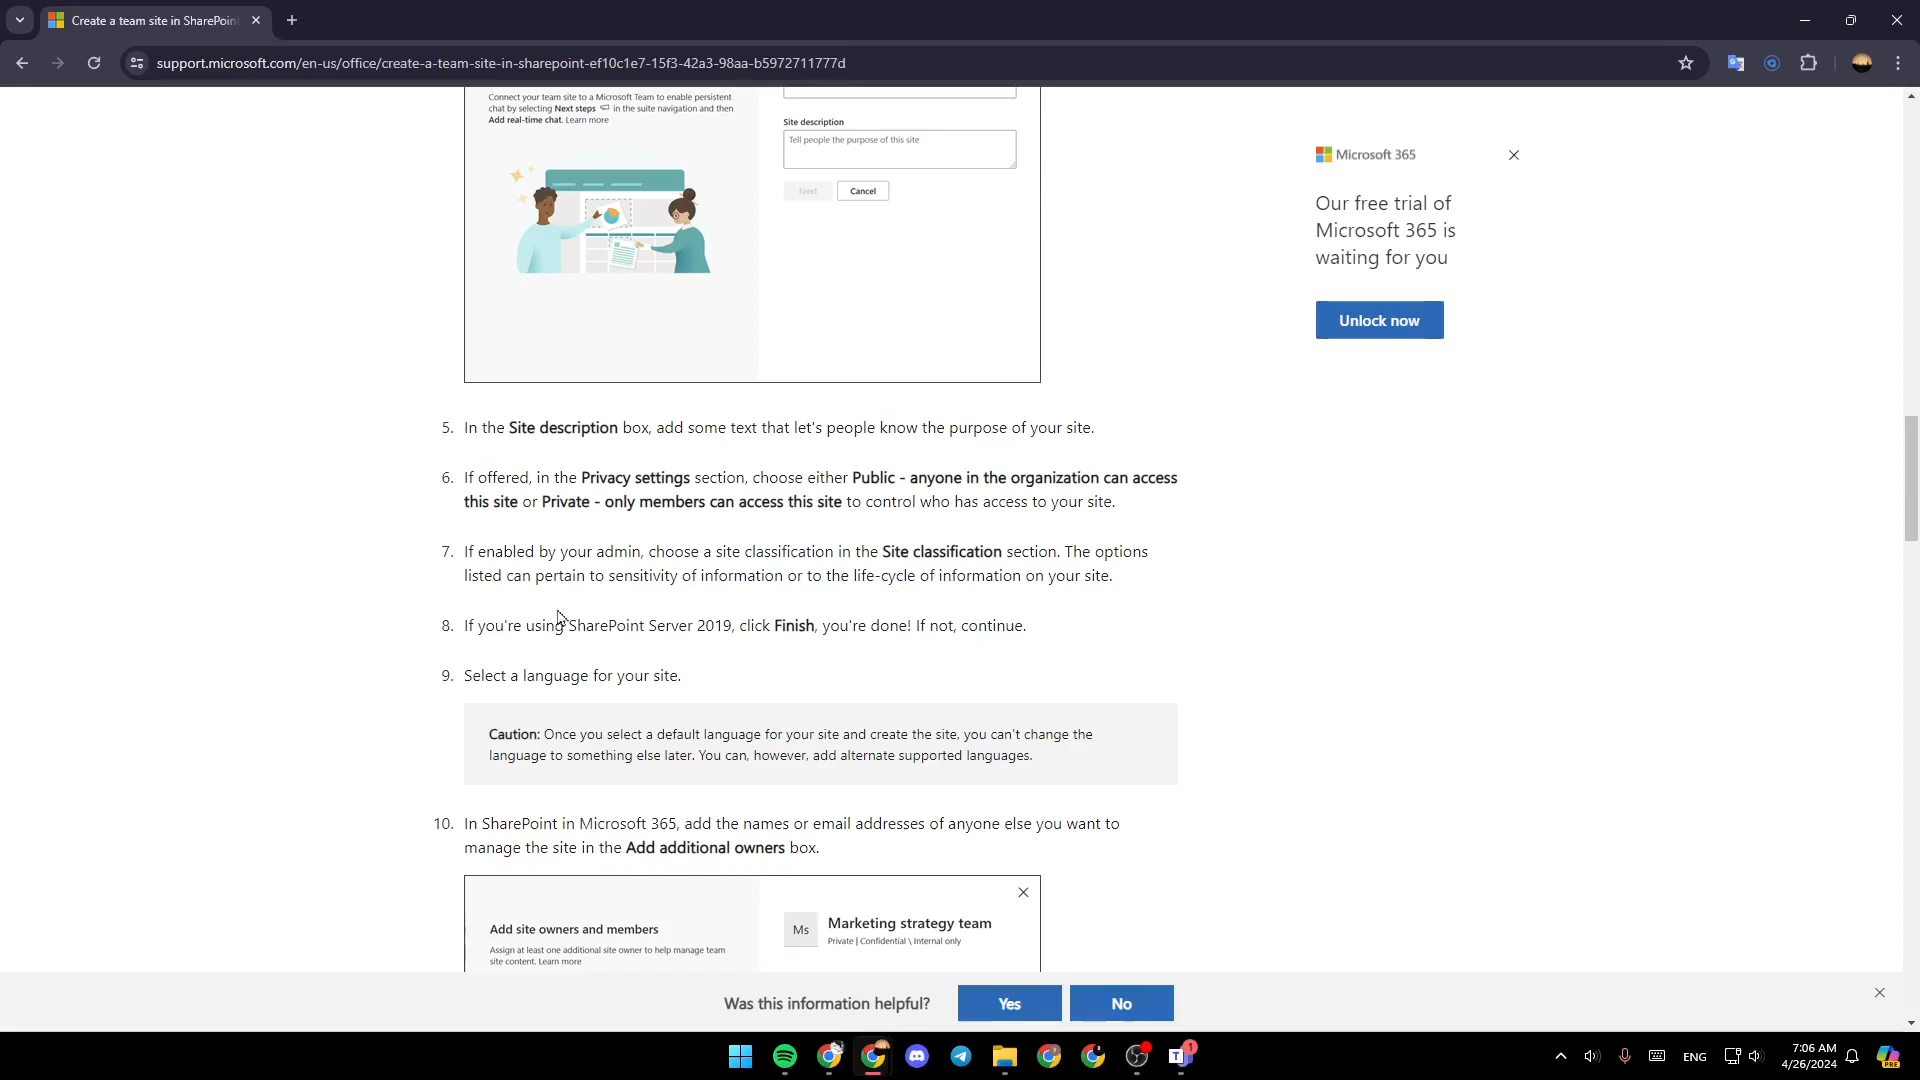 Create a team site in SharePoin
support.microsoft.com/en-us/office/create-a-team-site-in-sharepoint-ef10c1e7-15f3-42a3-98aa-b5972711777d
Connect your team site to a Microsoft Team to enable persistent
chat by selecting Next steps in the suite navigation and then
Add real-time chat. Learn more
Site description
Tell people the purpose of this site
Next
Cancel
Microsoft 365
Our free trial of
Microsoft 365 is
waiting for you
Unlock now
5. In the Site description box, add some text that let's people know the purpose of your site.
6. If offered, in the Privacy settings section, choose either Public - anyone in the organization can access
this site or Private - only members can access this site to control who has access to your site.
7. If enabled by your admin, choose a site classification in the Site classification section. The options
listed can pertain to sensitivity of information or to the life-cycle of information on your site.
8. If you're using SharePoint Server 2019, click Finish, you're done! If not, continue.
9. Select a language for your site.
Caution: Once you select a default language for your site and create the site, you can't change the
language to something else later. You can, however, add alternate supported languages.
10. In SharePoint in Microsoft 365, add the names or email addresses of anyone else you want to
manage the site in the Add additional owners box.
Add site owners and members
Assign at least one additional site owner to help manage team
site content. Learn more
Ms
Marketing strategy team
Private | Confidential \ Internal only
Was this information helpful?
Yes
No
1
ENG
7:06 AM
4/26/2024
PRE